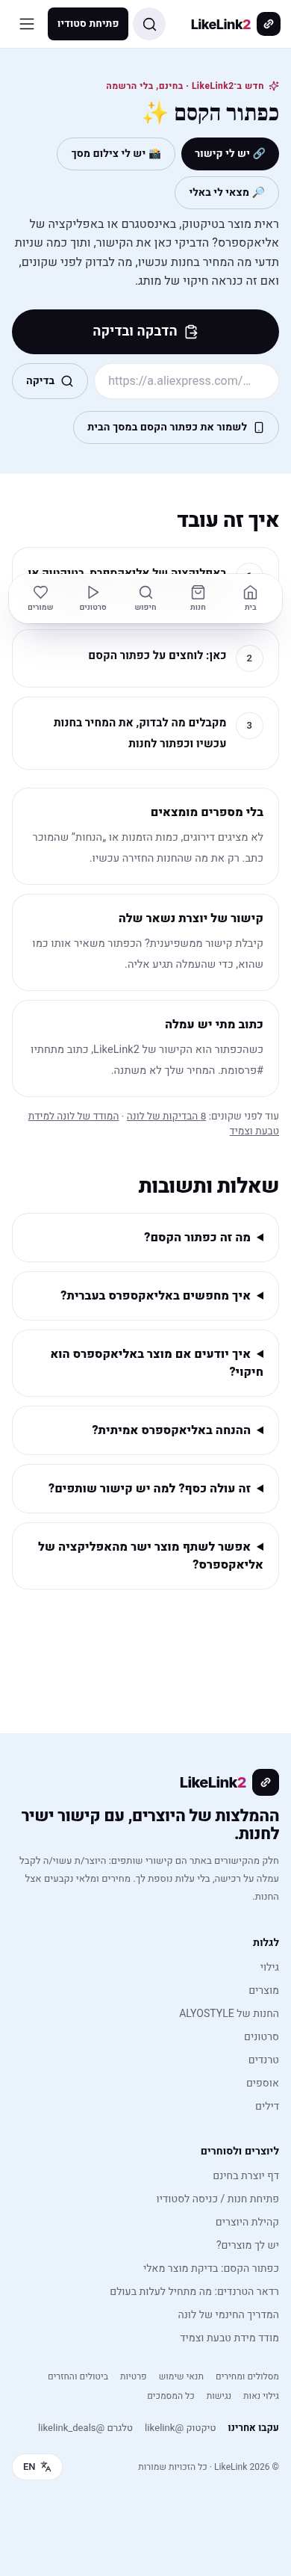 LikeLink2
פתיחת סטודיו
חדש ב־LikeLink2 · בחינם, בלי הרשמה
כפתור הקסם ✨
🔗 יש לי קישור
📸 יש לי צילום מסך
🔎 מצאי לי באלי
ראית מוצר בטיקטוק, באינסטגרם או באפליקציה של
אליאקספרס? הדביקי כאן את הקישור, ותוך כמה שניות
תדעי מה המחיר בחנות עכשיו, מה לבדוק לפני שקונים,
ואם זה כנראה חיקוי של מותג.
הדבקה ובדיקה
https://a.aliexpress.com/...
בדיקה
לשמור את כפתור הקסם במסך הבית
איך זה עובד
בית
חנות
חיפוש
סרטונים
שמורים
2
כאן: לוחצים על כפתור הקסם
3
מקבלים מה לבדוק, את המחיר בחנות
עכשיו וכפתור לחנות
בלי מספרים מומצאים
לא מציגים דירוגים, כמות הזמנות או „הנחות” שהמוכר
כתב. רק את מה שהחנות החזירה עכשיו.
קישור של יוצרת נשאר שלה
קיבלת קישור ממשפיענית? הכפתור משאיר אותו כמו
שהוא, כדי שהעמלה תגיע אליה.
כתוב מתי יש עמלה
כשהכפתור הוא הקישור של LikeLink2, כתוב מתחתיו
#פרסומת. המחיר שלך לא משתנה.
עוד לפני שקונים: 8 הבדיקות של לונה · המודד של לונה למידת
טבעת וצמיד
שאלות ותשובות
מה זה כפתור הקסם?
איך מחפשים באליאקספרס בעברית?
איך יודעים אם מוצר באליאקספרס הוא
חיקוי?
ההנחה באליאקספרס אמיתית?
זה עולה כסף? למה יש קישור שותפים?
אפשר לשתף מוצר ישר מהאפליקציה של
אליאקספרס?
LikeLink2
ההמלצות של היוצרים, עם קישור ישיר
לחנות.
חלק מהקישורים באתר הם קישורי שותפים: היוצר/ת עשוי/ה לקבל
עמלה על רכישה, בלי עלות נוספת לך. מחירים ומלאי נקבעים אצל
החנות.
לגלות
גילוי
מוצרים
החנות של ALYOSTYLE
סרטונים
טרנדים
אוספים
דילים
ליוצרים ולסוחרים
דף יוצרת בחינם
פתיחת חנות / כניסה לסטודיו
קהילת היוצרים
יש לך מוצרים?
כפתור הקסם: בדיקת מוצר מאלי
רדאר הטרנדים: מה מתחיל לעלות בעולם
המדריך החינמי של לונה
מודד מידת טבעת וצמיד
מסלולים ומחירים
תנאי שימוש
פרטיות
ביטולים והחזרים
גילוי נאות
נגישות
כל המסמכים
עקבו אחרינו
טיקטוק @likelink
טלגרם @likelink_deals
© 2026 LikeLink · כל הזכויות שמורות
EN